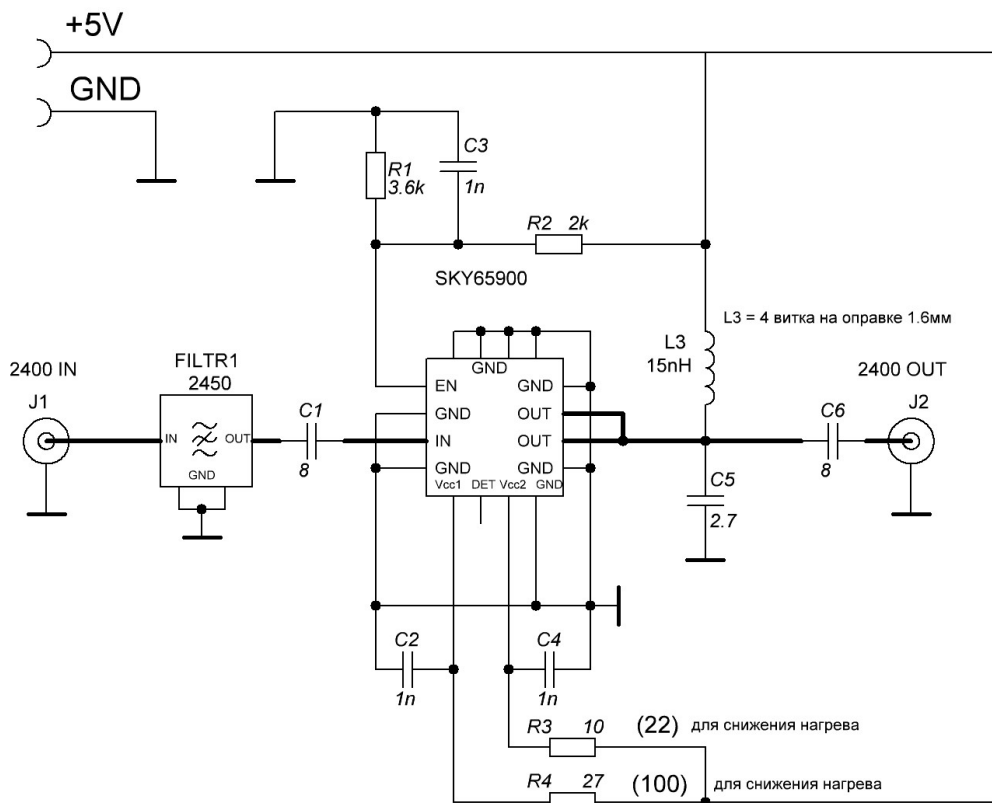 +5V
GND
R1
3.6k
C3
1n
R2 2k
SKY65900
L3 = 4 витка на оправке 1.6мм
L3
15nH
2400 IN
J1
FILTR1
2450
IN
OUT
GND
C1
8
GND
EN
GND
GND
OUT
IN
OUT
GND
GND
Vcc1
DET
Vcc2
GND
C6
8
2400 OUT
J2
C5
2.7
C2
1n
C4
1n
R3 10 (22) для снижения нагрева
R4 27 (100) для снижения нагрева